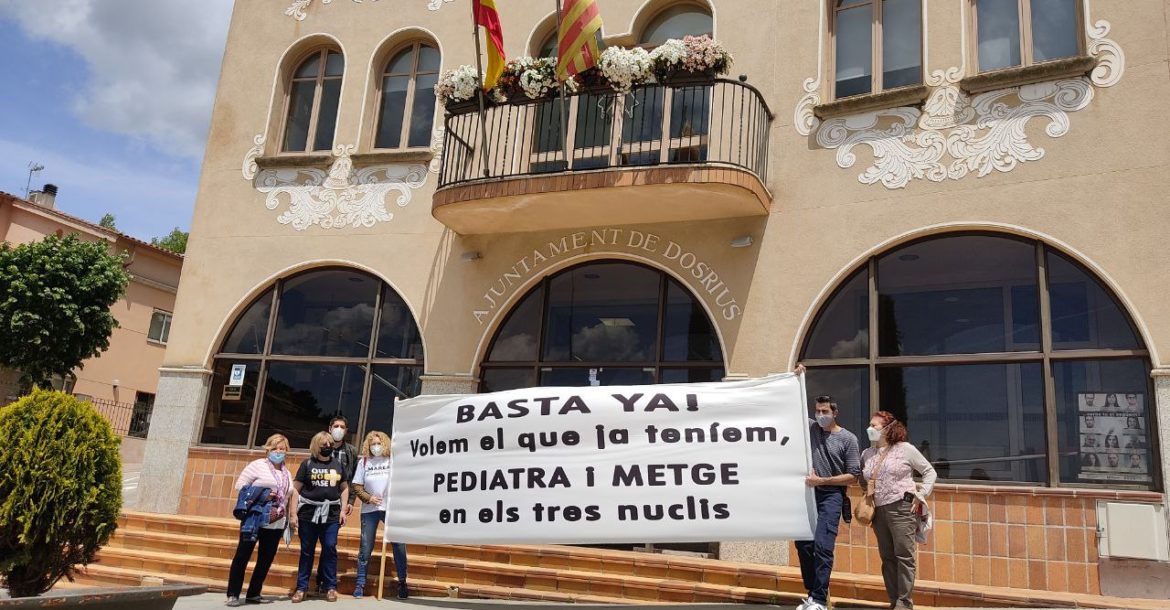 AJUNTAMENT DE DOSRIUS
BASTA YA!
Volem el que ja teníem,
PEDIATRA i METGE
en els tres nuclis